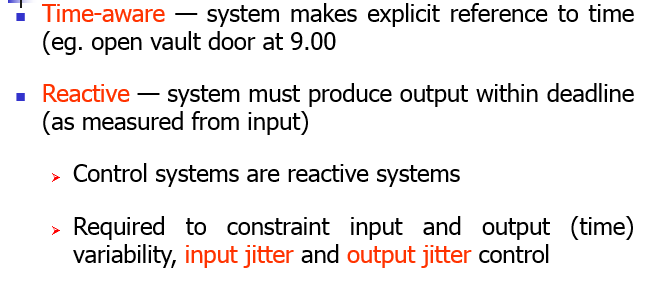 Time-aware — system makes explicit reference to time
(eg. open vault door at 9.00
Reactive — system must produce output within deadline
(as measured from input)
Control systems are reactive systems
Required to constraint input and output (time)
variability, input jitter and output jitter control